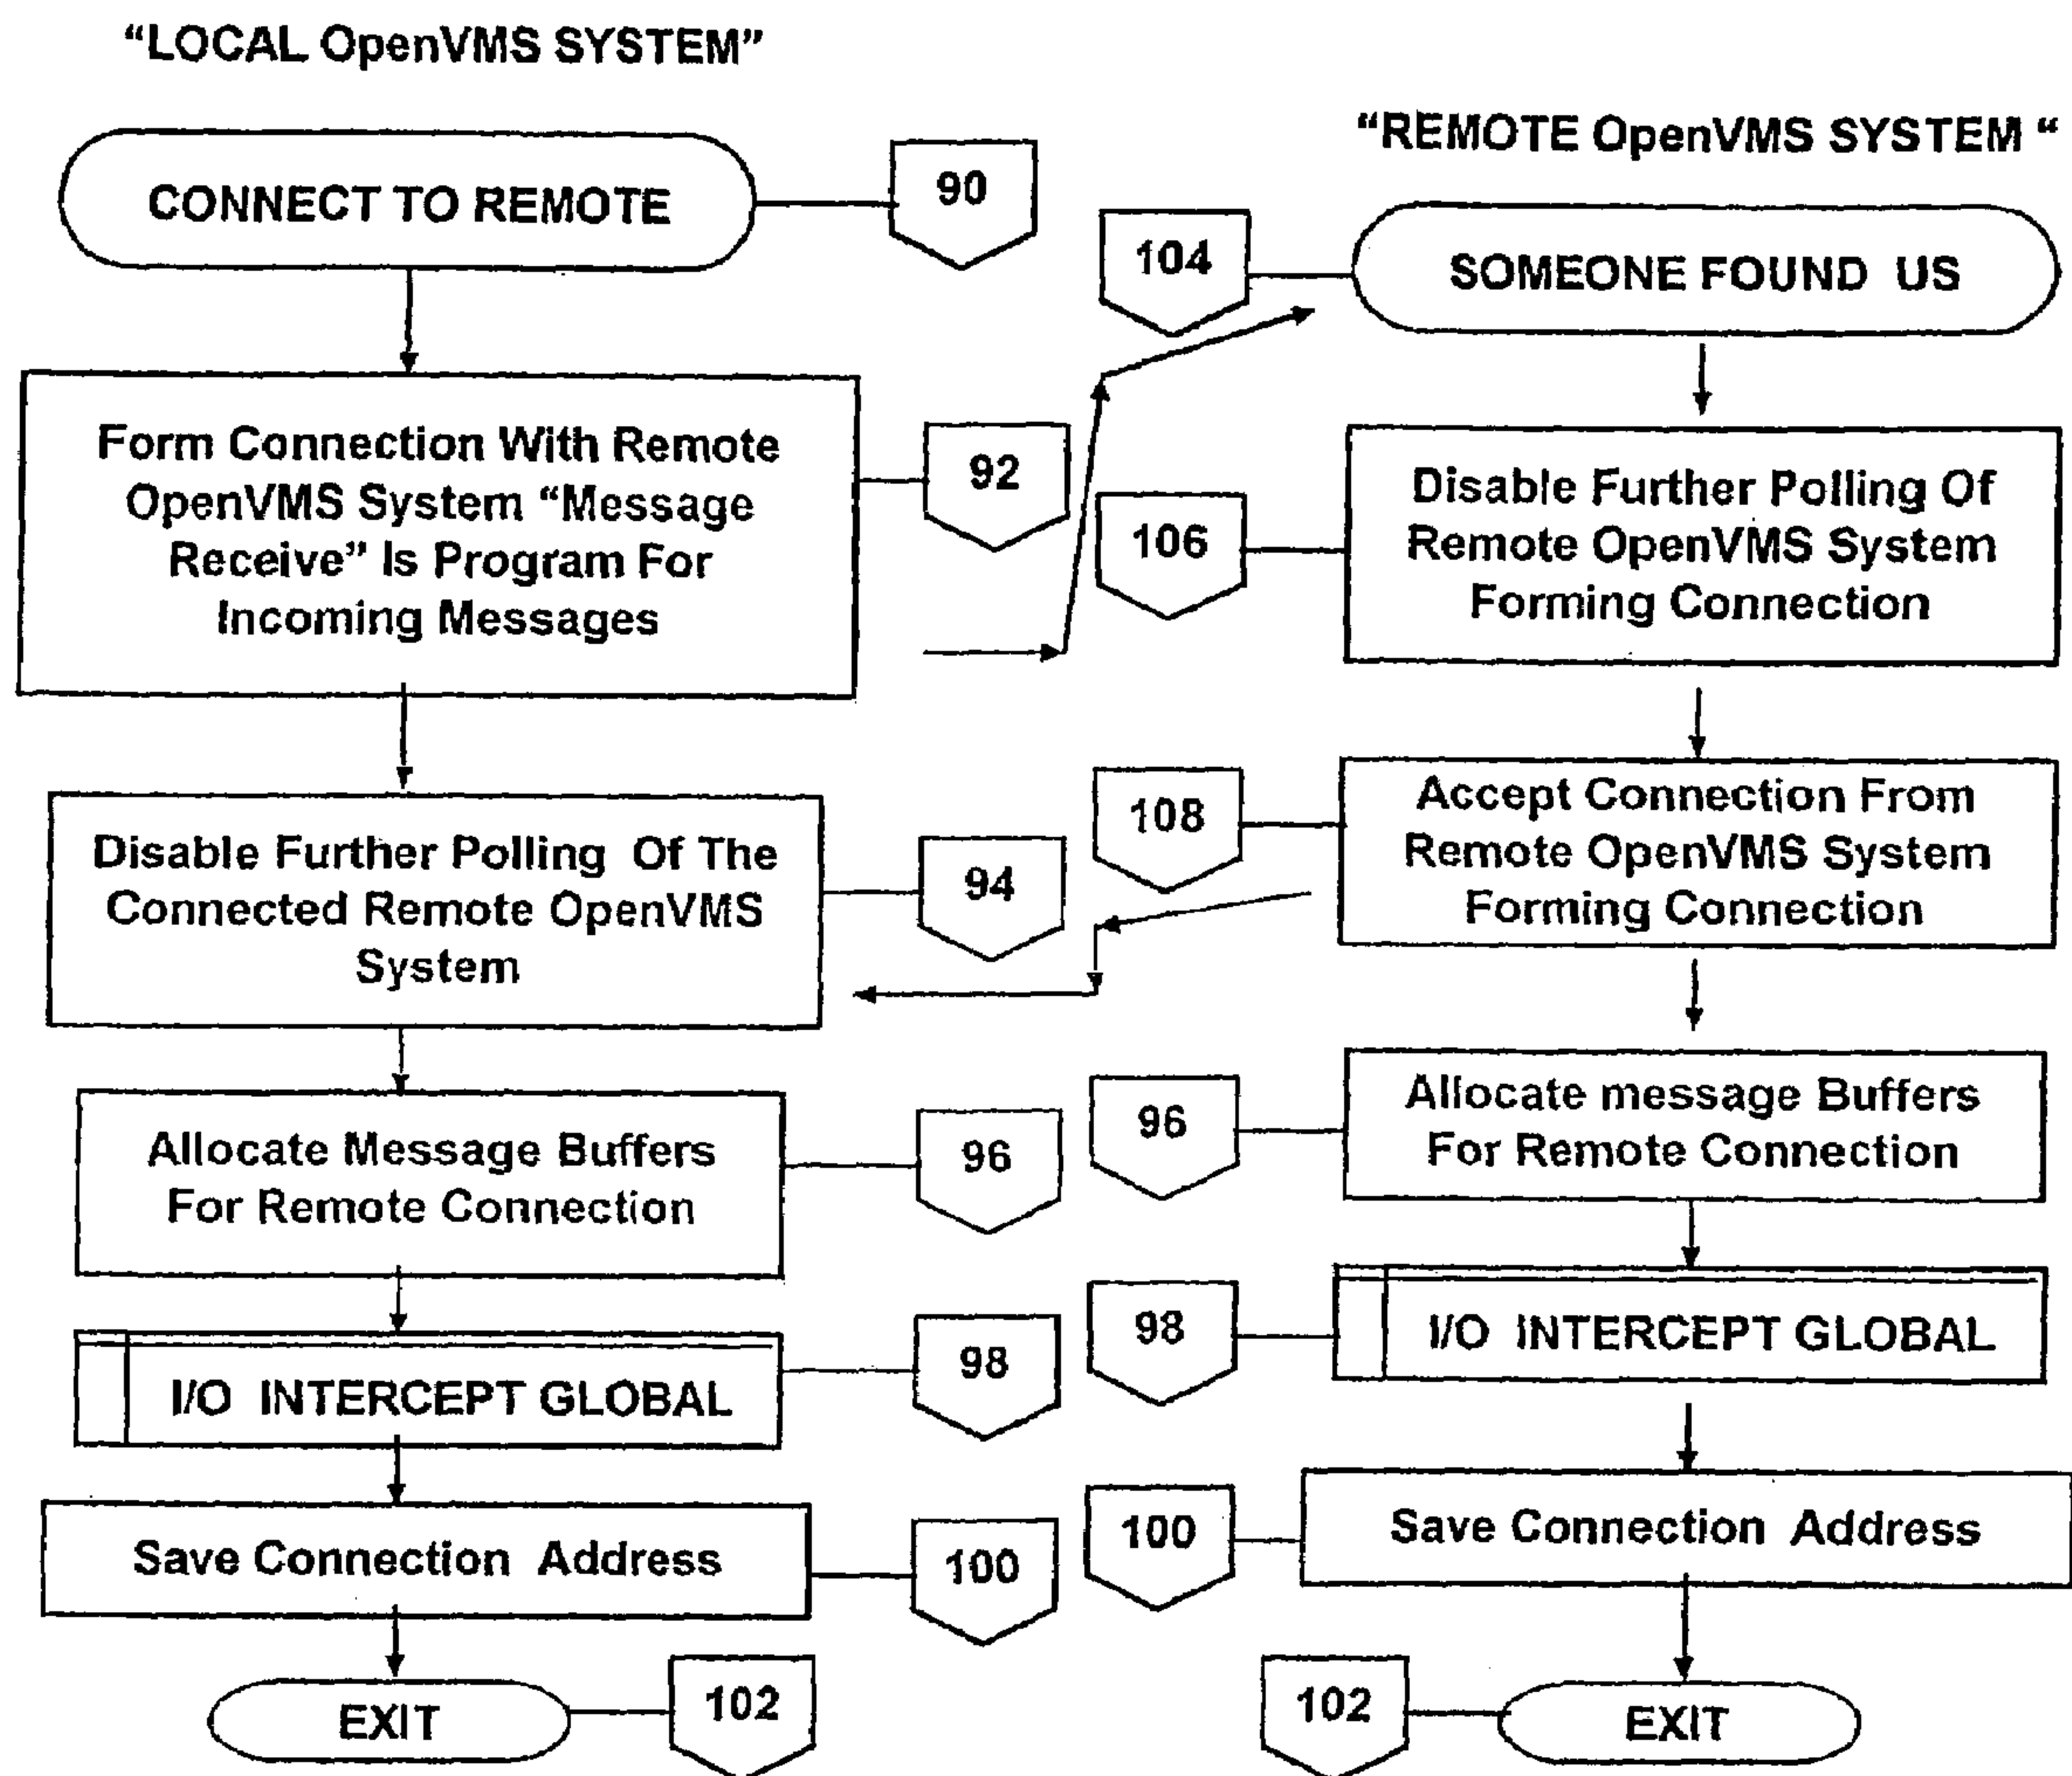 “LOCAL OpenVMS SYSTEM”
CONNECT TO REMOTE
90
Form Connection With Remote
OpenVMS System “Message
Receive” Is Program For
Incoming Messages
92
Disable Further Polling Of The
Connected Remote OpenVMS
System
94
Allocate Message Buffers
For Remote Connection
96
I/O INTERCEPT GLOBAL
98
Save Connection Address
100
EXIT
102
“REMOTE OpenVMS SYSTEM “
104
SOMEONE FOUND US
106
Disable Further Polling Of
Remote OpenVMS System
Forming Connection
108
Accept Connection From
Remote OpenVMS System
Forming Connection
96
Allocate message Buffers
For Remote Connection
98
I/O INTERCEPT GLOBAL
100
Save Connection Address
102
EXIT